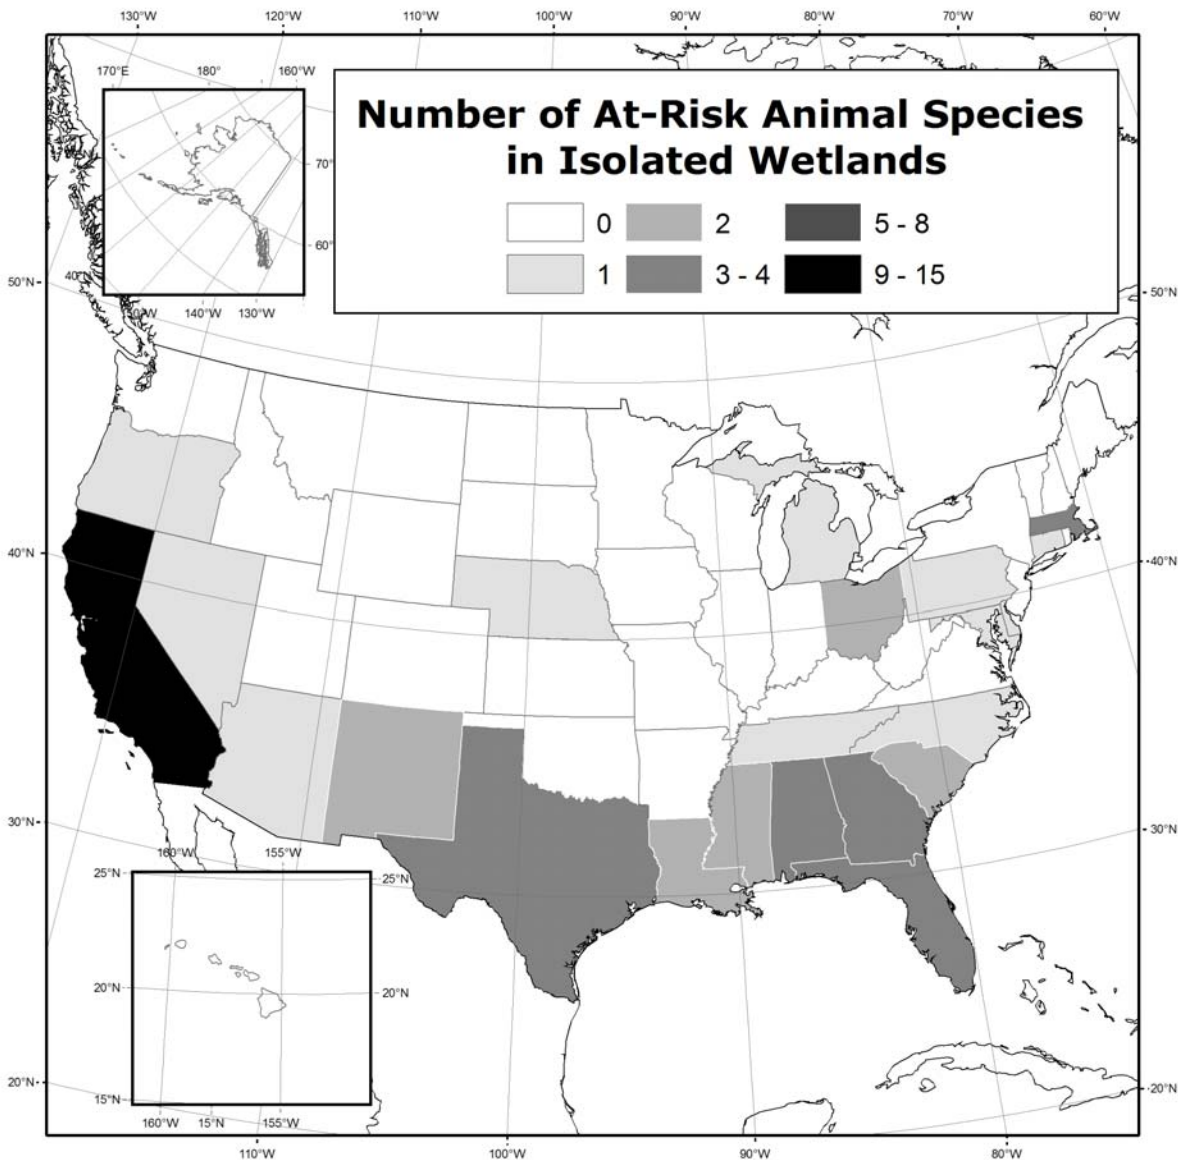 130°W 120°W 110°W 100°W 90°W 80°W 70°W 60°W
170°E 180° 160°W
Number of At-Risk Animal Species
in Isolated Wetlands
70°
0 2 5 - 8
60°
1 3 - 4 9 - 15
40°N
50°N 50°N
150°W 140°W 130°W
40°N 40°N
30°N 30°N
160°W 155°W
25°N 25°N
20°N 20°N
15°N
160°W 15°N 155°W
20°N 20°N
110°W 100°W 90°W 80°W